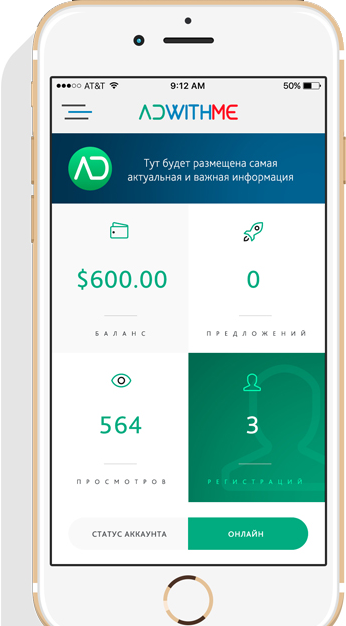 AT&T
9:12 AM
50%
ADWITHME
AD
Тут будет размещена самая
актуальная и важная информация
$600.00
0
БАЛАНС
ПРЕДЛОЖЕНИЙ
564
3
ПРОСМОТРОВ
РЕГИСТРАЦИЙ
СТАТУС АККАУНТА
ОНЛАЙН